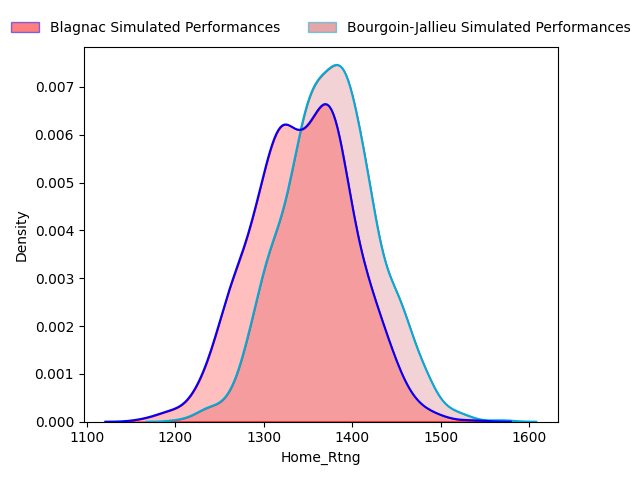 Blagnac Simulated Performances
Bourgoin-Jallieu Simulated Performances
0.007
0.006
0.005
0.004
0.003
0.002
0.001
0.000
Density
1100 1200 1300 1400 1500 1600
Home_Rtng